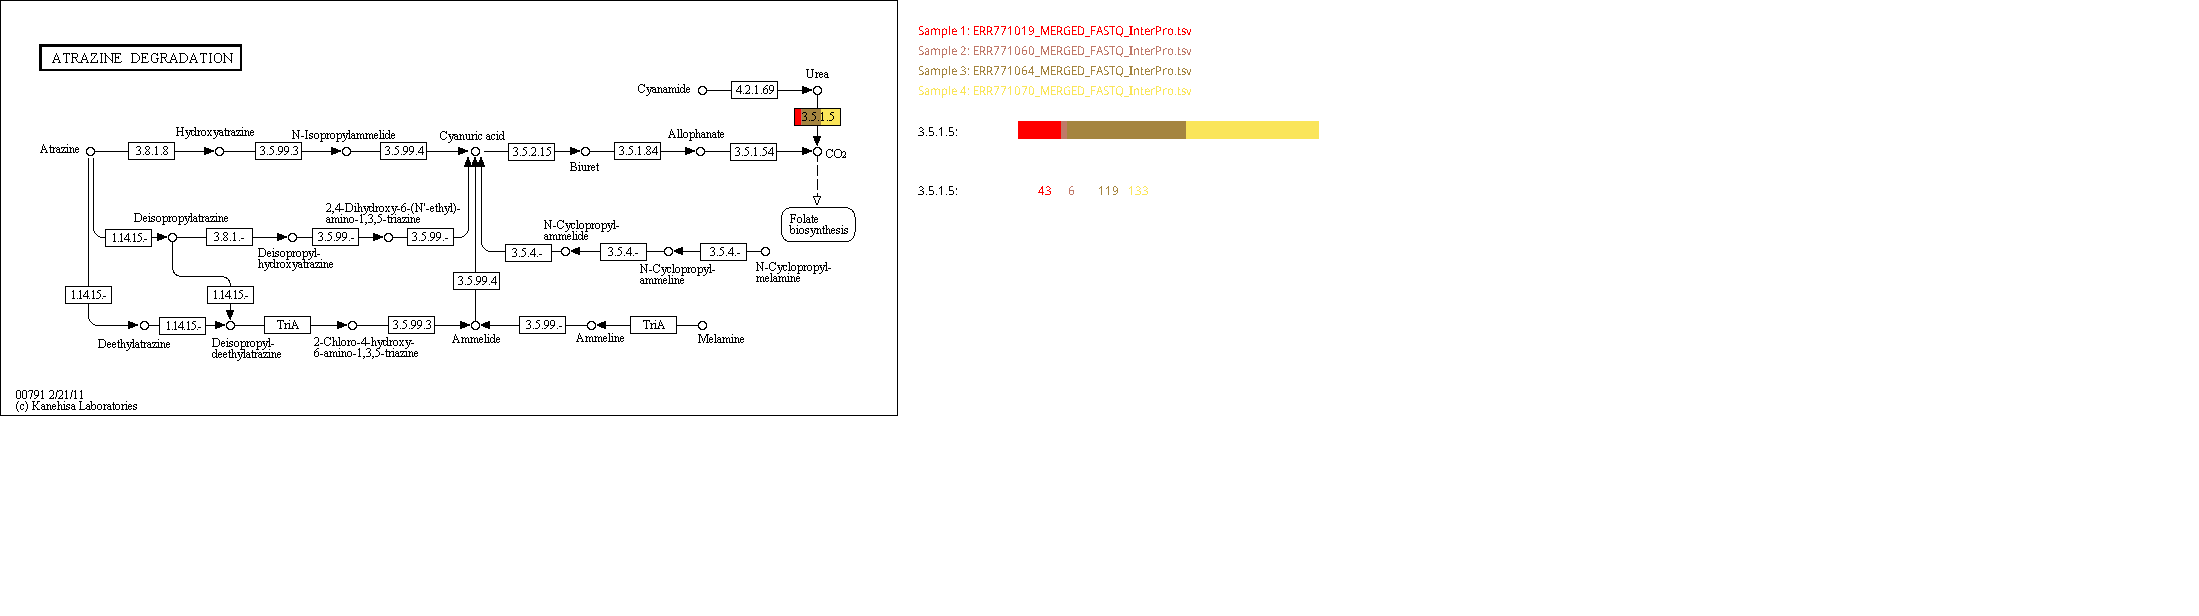 ATRAZINE DEGRADATION
Sample 1: ERR771019_MERGED_FASTQ_InterPro.tsv
Sample 2: ERR771060_MERGED_FASTQ_InterPro.tsv
Sample 3: ERR771064_MERGED_FASTQ_InterPro.tsv
Sample 4: ERR771070_MERGED_FASTQ_InterPro.tsv
3.5.1.5:
3.5.1.5: 43 6 119 133
Urea
Cyanamide 4.2.1.69
3.5.1.5
Hydroxyatrazine N-Isopropylammelide Cyanuric acid Allophanate
Atrazine 3.8.1.8 3.5.99.3 3.5.99.4 3.5.2.15 3.5.1.84 3.5.1.54 CO2
Biuret
2,4-Dihydroxy-6-(N'-ethyl)-
amino-1,3,5-triazine
Deisopropylatrazine
1.14.15.- 3.8.1.- 3.5.99.- 3.5.99.-
Deisopropyl-
hydroxyatrazine
Folate
biosynthesis
N-Cyclopropyl-
ammelide
3.5.4.- 3.5.4.- 3.5.4.-
N-Cyclopropyl-
ammeline
N-Cyclopropyl-
melamine
3.5.99.4
1.14.15.- 1.14.15.-
1.14.15.- TriA 3.5.99.3 3.5.99.- TriA
Deethylatrazine
Deisopropyl-
deethylatrazine
2-Chloro-4-hydroxy-
6-amino-1,3,5-triazine
Ammelide Ammeline Melamine
00791 2/21/11
(c) Kanehisa Laboratories